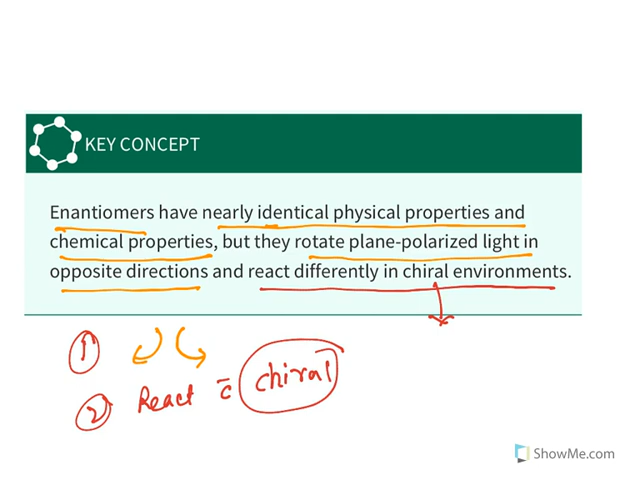 KEY CONCEPT
Enantiomers have nearly identical physical properties and
chemical properties, but they rotate plane-polarized light in
opposite directions and react differently in chiral environments.
1
2 React c̄ chiral
ShowMe.com